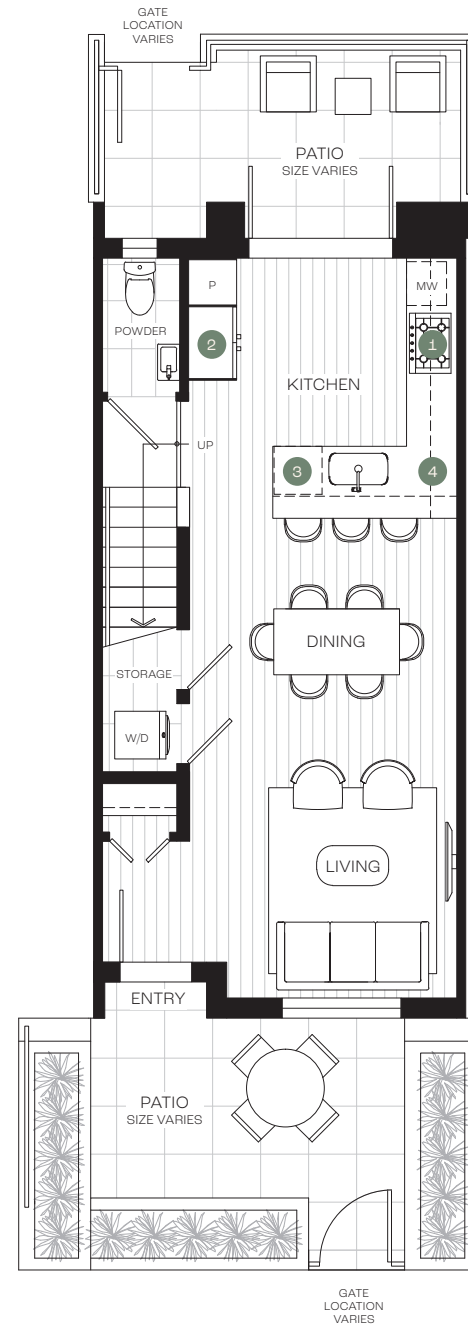 GATE
LOCATION
VARIES
PATIO
SIZE VARIES
P
MW
POWDER
2
1
KITCHEN
UP
3
4
DINING
STORAGE
W/D
LIVING
ENTRY
PATIO
SIZE VARIES
GATE
LOCATION
VARIES